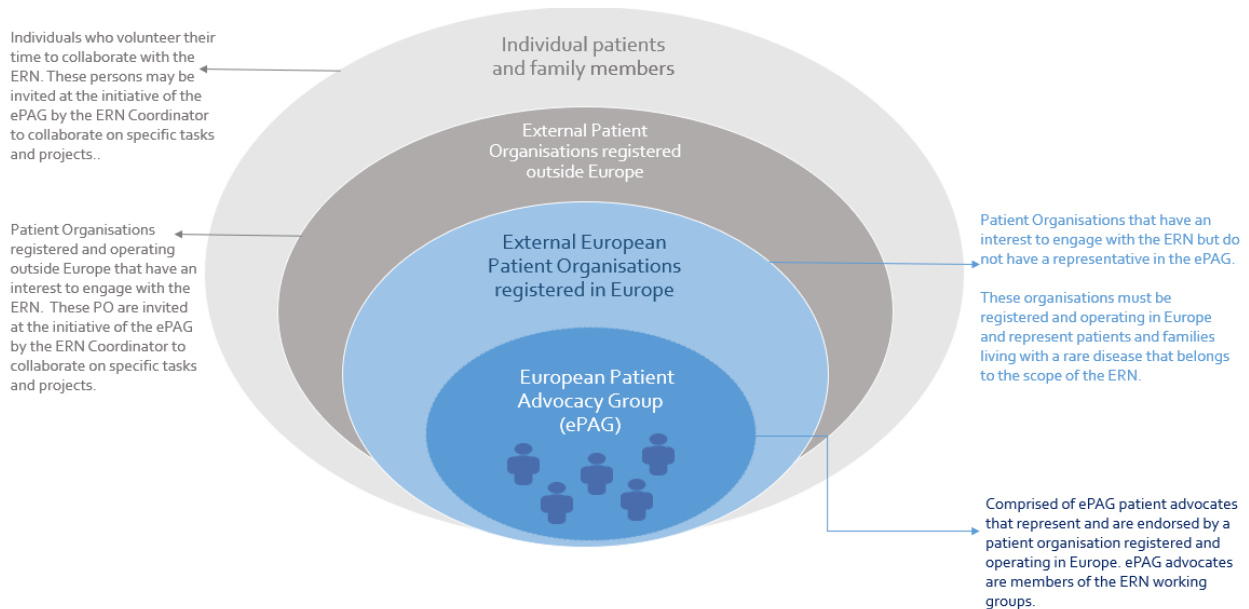 Individuals who volunteer their
time to collaborate with the
ERN. These persons may be
invited at the initiative of the
ePAG by the ERN Coordinator
to collaborate on specific tasks
and projects..
Individual patients
and family members
External Patient
Organisations registered
outside Europe
Patient Organisations
registered and operating
outside Europe that have an
interest to engage with the
ERN. These PO are invited
at the initiative of the ePAG
by the ERN Coordinator to
collaborate on specific tasks
and projects.
External European
Patient Organisations
registered in Europe
Patient Organisations that have an
interest to engage with the ERN but do
not have a representative in the ePAG.
These organisations must be
registered and operating in Europe
and represent patients and families
living with a rare disease that belongs
to the scope of the ERN.
European Patient
Advocacy Group
(ePAG)
Comprised of ePAG patient advocates
that represent and are endorsed by a
patient organisation registered and
operating in Europe. ePAG advocates
are members of the ERN working
groups.